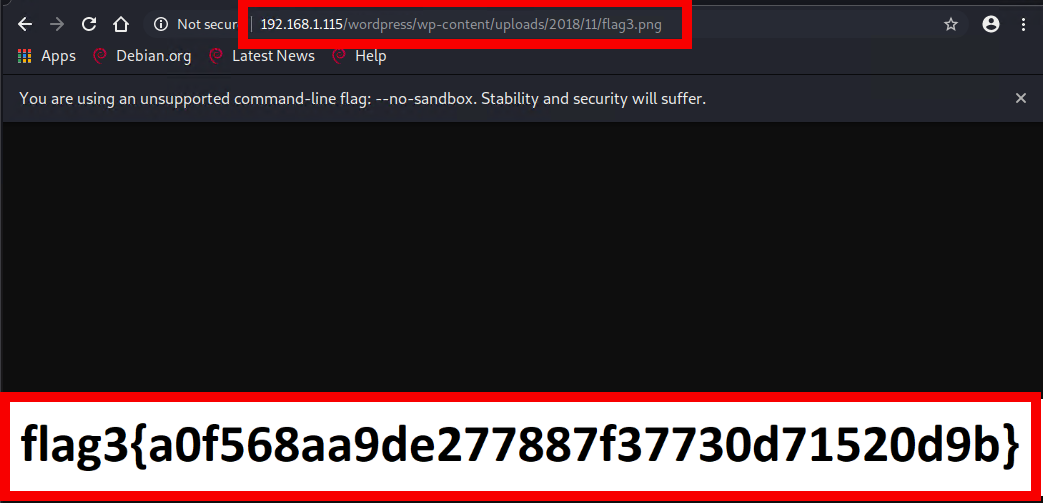 Not secur 192.168.1.115/wordpress/wp-content/uploads/2018/11/flag3.png
Apps Debian.org Latest News Help
You are using an unsupported command-line flag: --no-sandbox. Stability and security will suffer.
flag3{a0f568aa9de277887f37730d71520d9b}